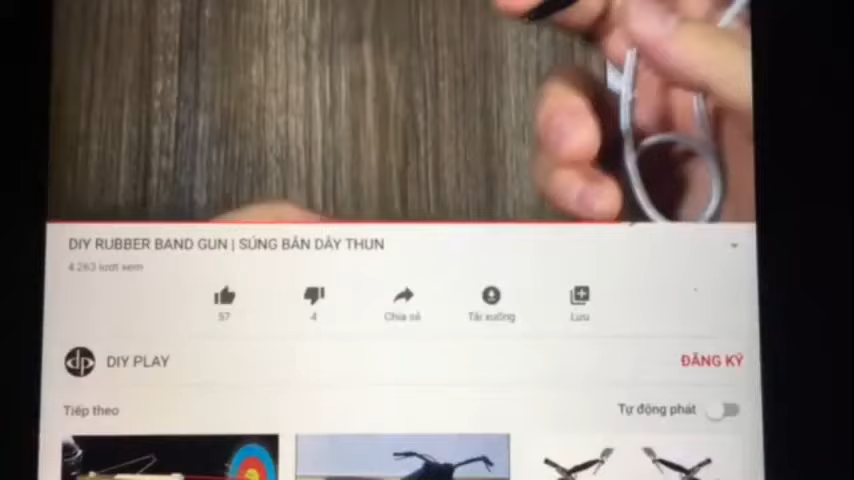 DIY RUBBER BAND GUN | SÚNG BẮN DÂY THUN
4.263 lượt xem
57
4
Chia sẻ
Tải xuống
Lưu
dp
DIY PLAY
ĐĂNG KÝ
Tiếp theo
Tự động phát